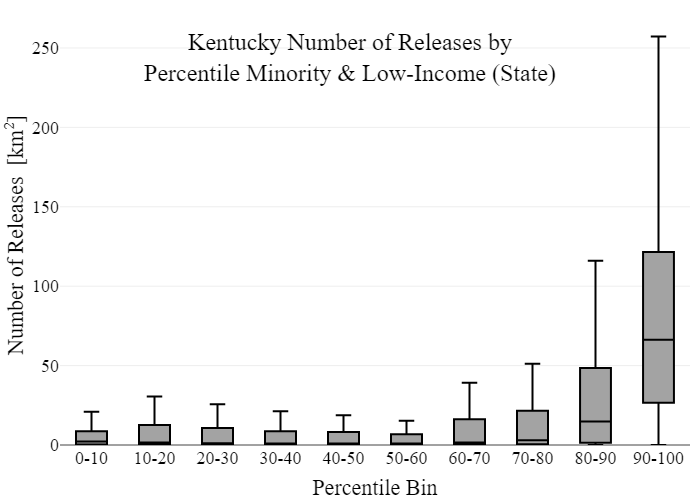 Kentucky Number of Releases by
Percentile Minority & Low-Income (State)
Number of Releases [km²]
250
200
150
100
50
0
0-10 10-20 20-30 30-40 40-50 50-60 60-70 70-80 80-90 90-100
Percentile Bin